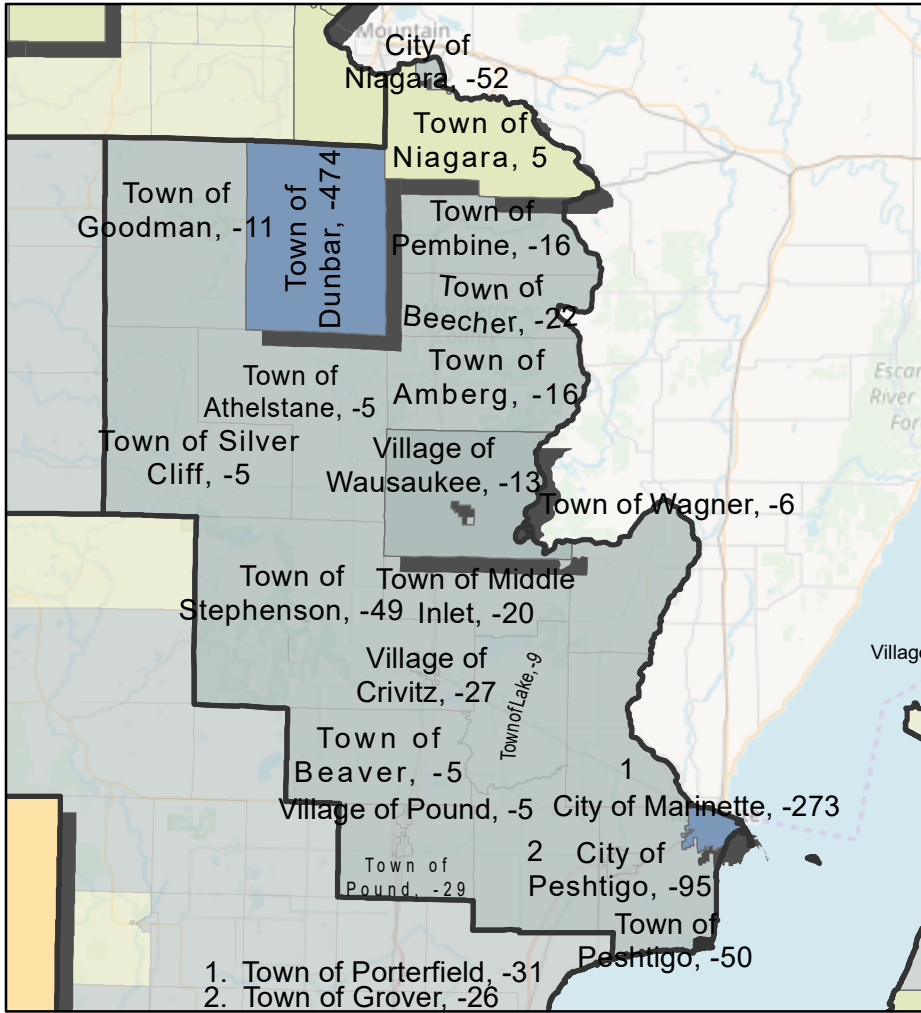 Mountain
City of
Niagara, -52
Town of
Niagara, 5
Town of
Goodman, -11
Town of
Dunbar, -474
Town of
Pembine, -16
Town of
Beecher, -22
County
Town of
Amberg, -16
Town of
Athelstane, -5
Escan
River
For
Town of Silver
Cliff, -5
Village of
Wausaukee, -13
Town of Wagner, -6
Town of
Stephenson, -49
Town of Middle
Inlet, -20
Village
Village of
Crivitz, -27
Town of Lake, -9
Town of
Beaver, -5
1
Village of Pound, -5
City of Marinette, -273
Town of
Pound, -29
2
City of
Peshtigo, -95
Town of
Peshtigo, -50
1. Town of Porterfield, -31
2. Town of Grover, -26